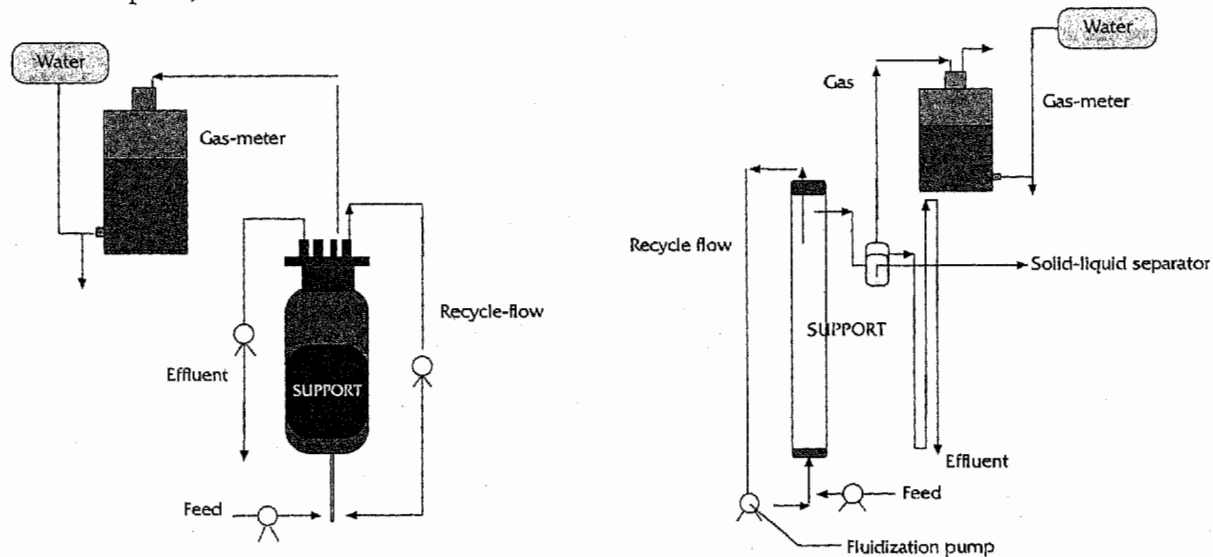 Water
Gas-meter
Recycle-flow
Effluent
SUPPORT
Feed
Water
Gas
Gas-meter
Recycle flow
Solid-liquid separator
SUPPORT
Effluent
Feed
Fluidization pump